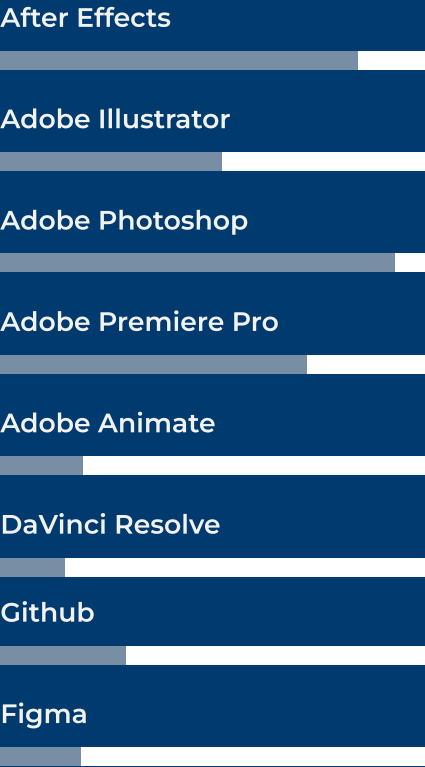 After Effects
Adobe Illustrator
Adobe Photoshop
Adobe Premiere Pro
Adobe Animate
DaVinci Resolve
Github
Figma